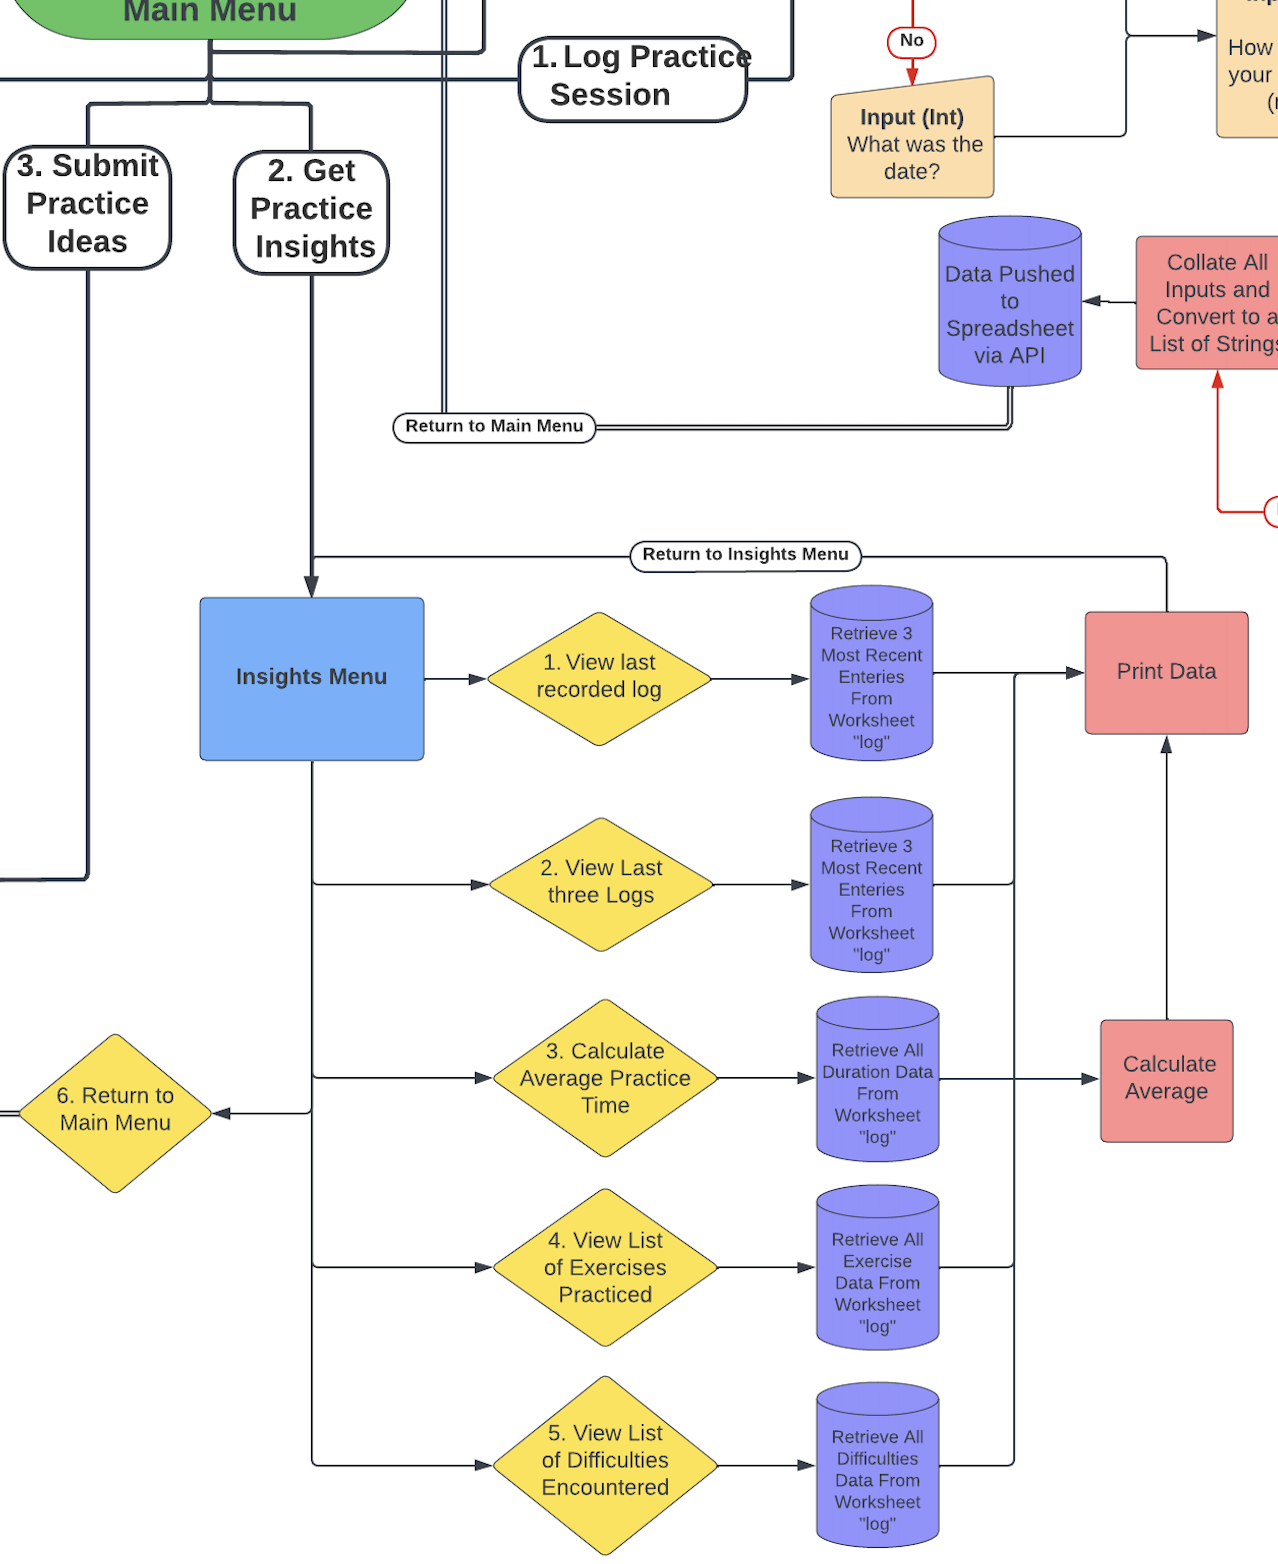 Main Menu
1. Log Practice
Session
No
How
your
Input (Int)
What was the
date?
3. Submit
Practice
Ideas
2. Get
Practice
Insights
Data Pushed
to
Spreadsheet
via API
Collate All
Inputs and
Convert to a
List of Strings
Return to Main Menu
Return to Insights Menu
Insights Menu
1. View last
recorded log
Retrieve 3
Most Recent
Enteries
From
Worksheet
"log"
Print Data
2. View Last
three Logs
Retrieve 3
Most Recent
Enteries
From
Worksheet
"log"
3. Calculate
Average Practice
Time
Retrieve All
Duration Data
From
Worksheet
"log"
Calculate
Average
6. Return to
Main Menu
4. View List
of Exercises
Practiced
Retrieve All
Exercise
Data From
Worksheet
"log"
5. View List
of Difficulties
Encountered
Retrieve All
Difficulties
Data From
Worksheet
"log"